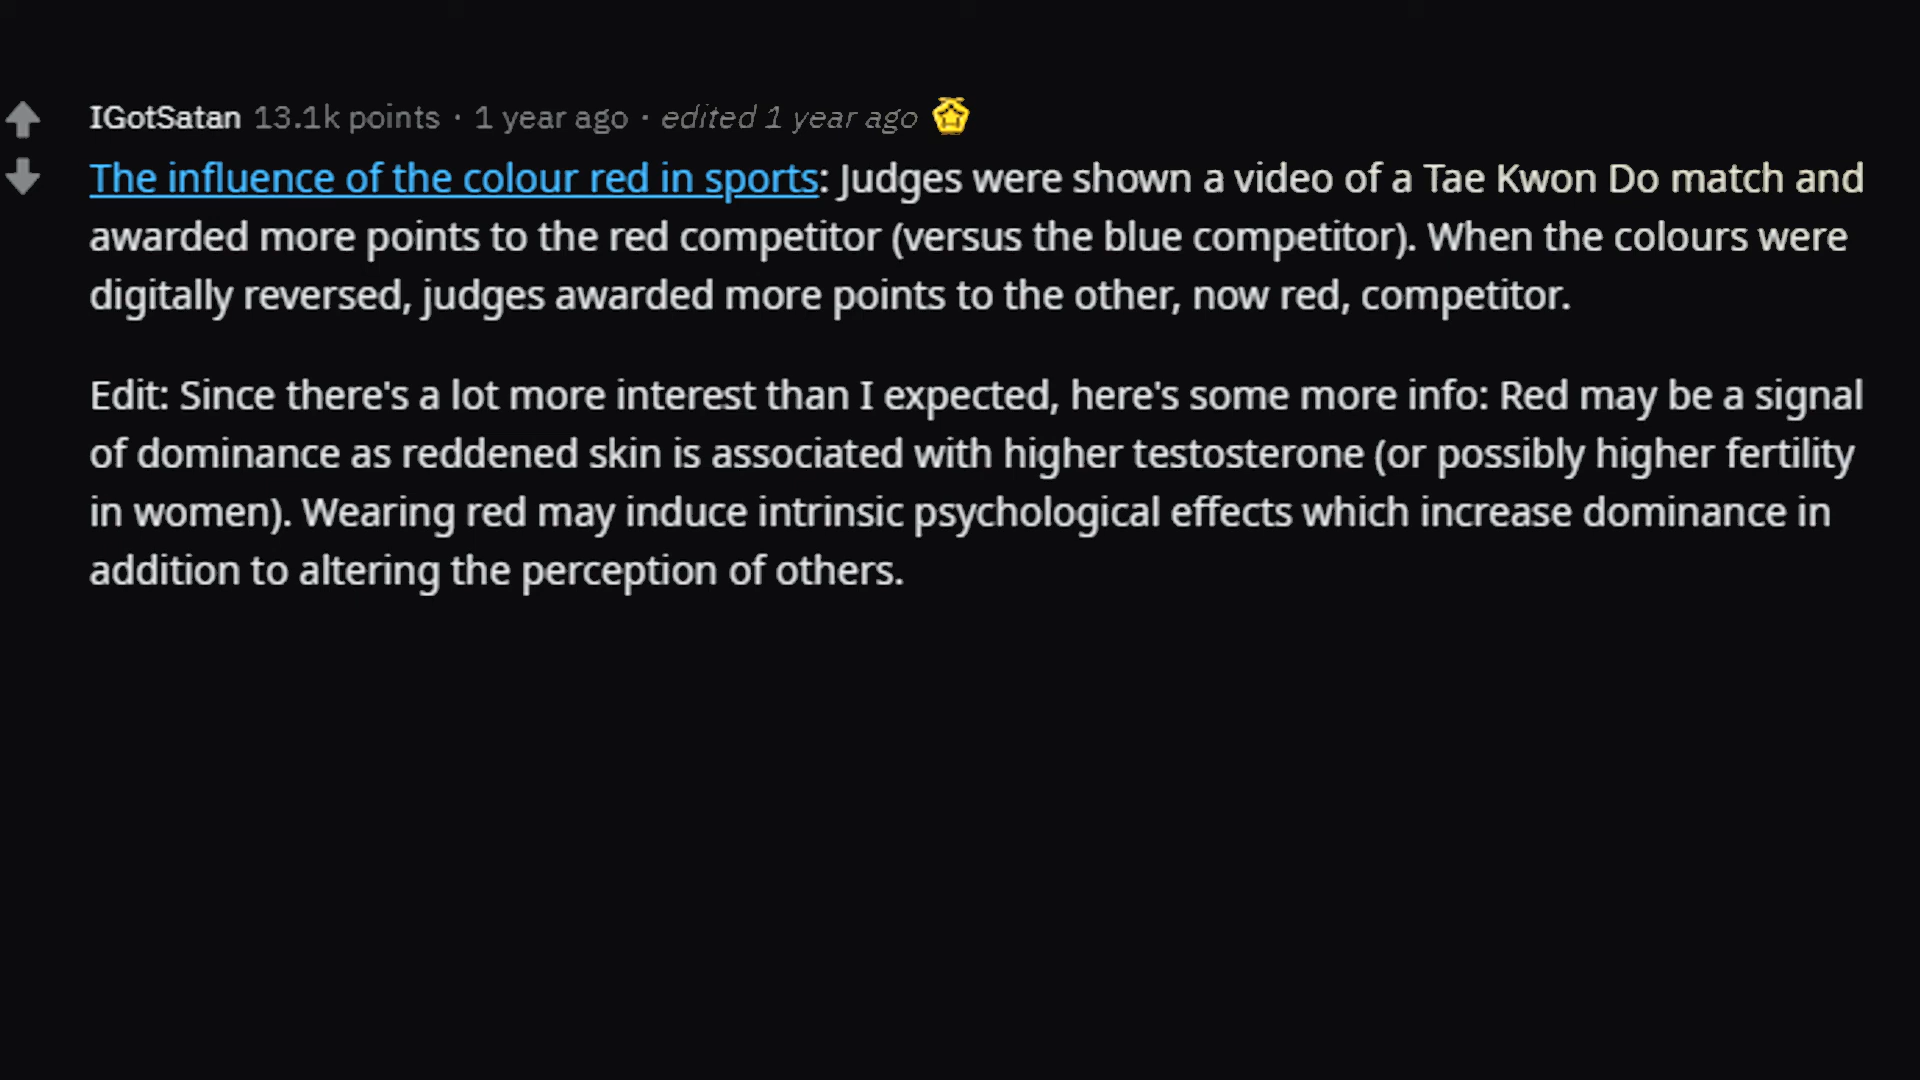 IGotSatan 13.1k points · 1 year ago · edited 1 year ago
The influence of the colour red in sports: Judges were shown a video of a Tae Kwon Do match and
awarded more points to the red competitor (versus the blue competitor). When the colours were
digitally reversed, judges awarded more points to the other, now red, competitor.
Edit: Since there's a lot more interest than I expected, here's some more info: Red may be a signal
of dominance as reddened skin is associated with higher testosterone (or possibly higher fertility
in women). Wearing red may induce intrinsic psychological effects which increase dominance in
addition to altering the perception of others.